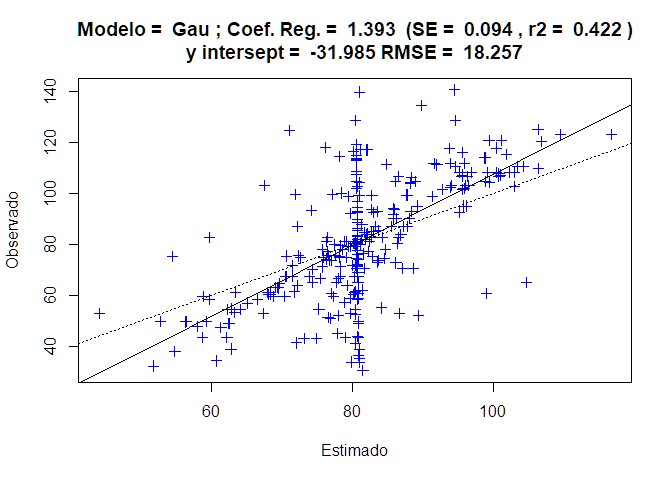 Modelo = Gau ; Coef. Reg. = 1.393 (SE = 0.094 , r2 = 0.422 )
y intersept = -31.985 RMSE = 18.257
140
120
100
80
60
40
Observado
60 80 100
Estimado